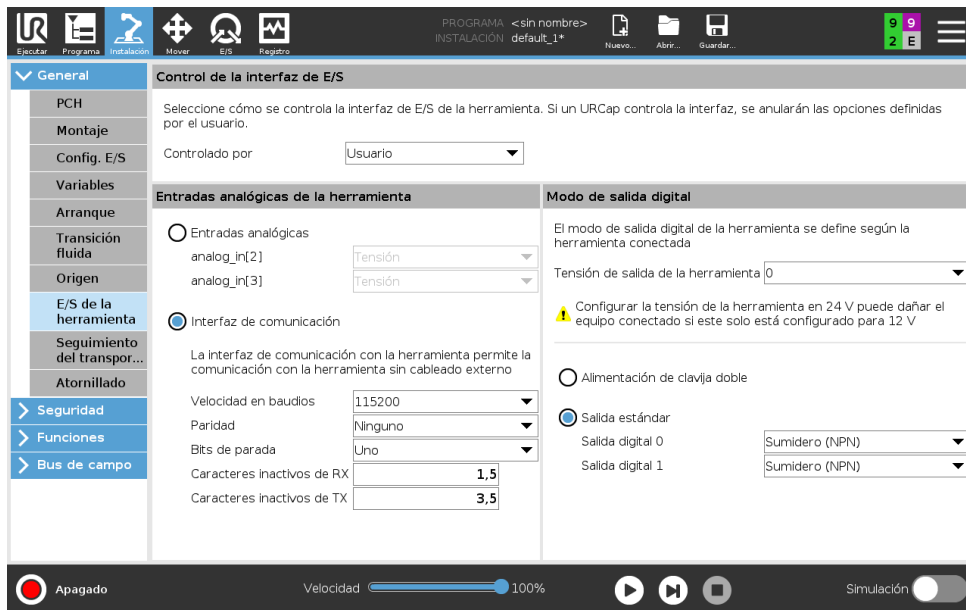 UR
Ejecutar Programa Instalación Mover E/S Registro
PROGRAMA <sin nombre>
INSTALACIÓN default_1*
Nuevo... Abrir... Guardar...
9 9
2 E
General
PCH
Montaje
Config. E/S
Variables
Arranque
Transición
fluida
Origen
E/S de la
herramienta
Seguimiento
del transpor...
Atornillado
Seguridad
Funciones
Bus de campo
Control de la interfaz de E/S
Seleccione cómo se controla la interfaz de E/S de la herramienta. Si un URCap controla la interfaz, se anularán las opciones definidas
por el usuario.
Controlado por Usuario
Entradas analógicas de la herramienta
Entradas analógicas
analog_in[2] Tensión
analog_in[3] Tensión
Interfaz de comunicación
La interfaz de comunicación con la herramienta permite la
comunicación con la herramienta sin cableado externo
Velocidad en baudios 115200
Paridad Ninguno
Bits de parada Uno
Caracteres inactivos de RX 1,5
Caracteres inactivos de TX 3,5
Modo de salida digital
El modo de salida digital de la herramienta se define según la
herramienta conectada
Tensión de salida de la herramienta 0
Configurar la tensión de la herramienta en 24 V puede dañar el
equipo conectado si este solo está configurado para 12 V
Alimentación de clavija doble
Salida estándar
Salida digital 0 Sumidero (NPN)
Salida digital 1 Sumidero (NPN)
Apagado
Velocidad 100%
Simulación